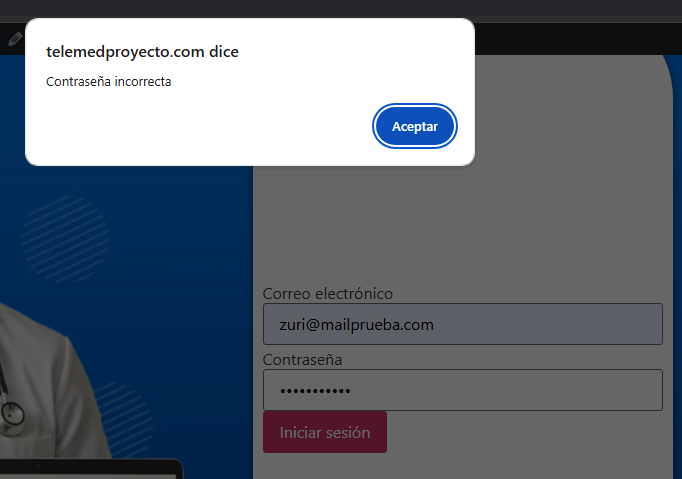 telemedproyecto.com dice
Contraseña incorrecta
Aceptar
Correo electrónico
zuri@mailprueba.com
Contraseña
•••••••••••
Iniciar sesión